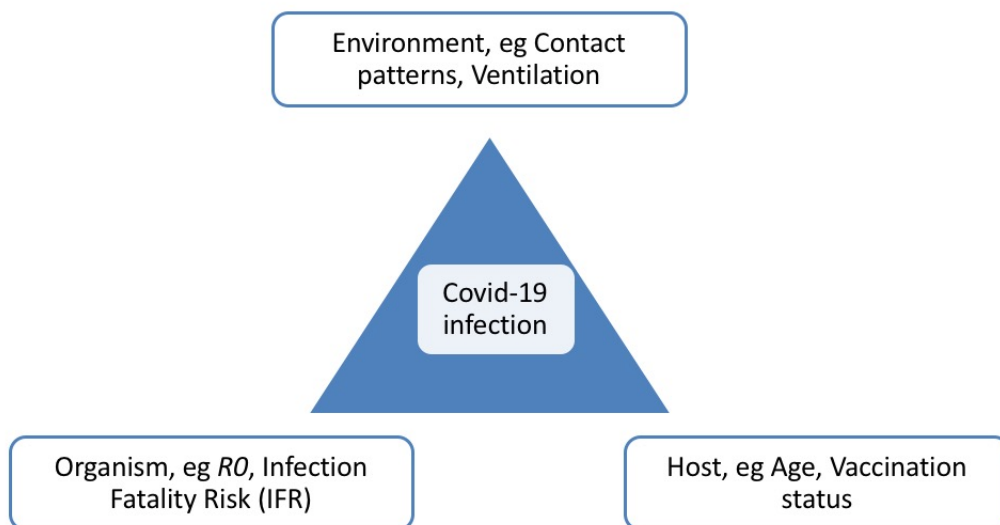 Environment, eg Contact
patterns, Ventilation
Covid-19
infection
Organism, eg R0, Infection
Fatality Risk (IFR)
Host, eg Age, Vaccination
status